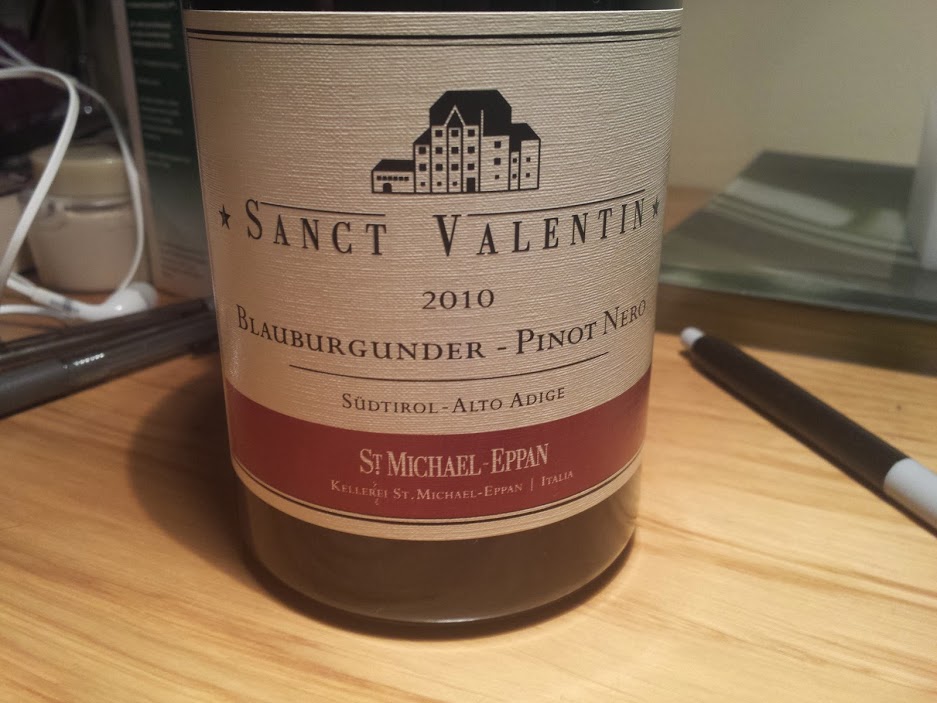 Sanct Valentin
2010
Blauburgunder - Pinot Nero
Südtirol - Alto Adige
St. Michael - Eppan
Kellerei St. Michael-Eppan | Italia